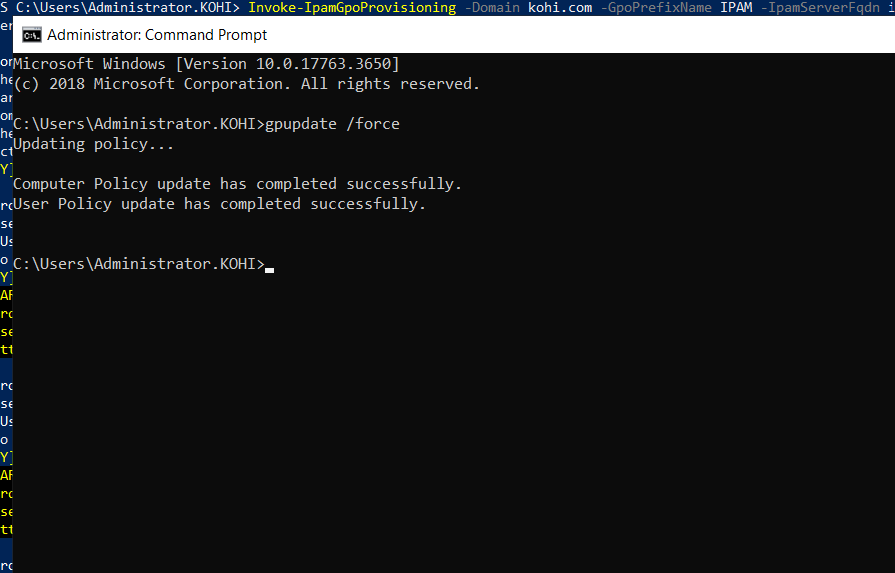 S C:\Users\Administrator.KOHI> Invoke-IpamGpoProvisioning -Domain kohi.com -GpoPrefixName IPAM -IpamServerFqdn i
Administrator: Command Prompt
Microsoft Windows [Version 10.0.17763.3650]
(c) 2018 Microsoft Corporation. All rights reserved.
C:\Users\Administrator.KOHI>gpupdate /force
Updating policy...
Computer Policy update has completed successfully.
User Policy update has completed successfully.
C:\Users\Administrator.KOHI>